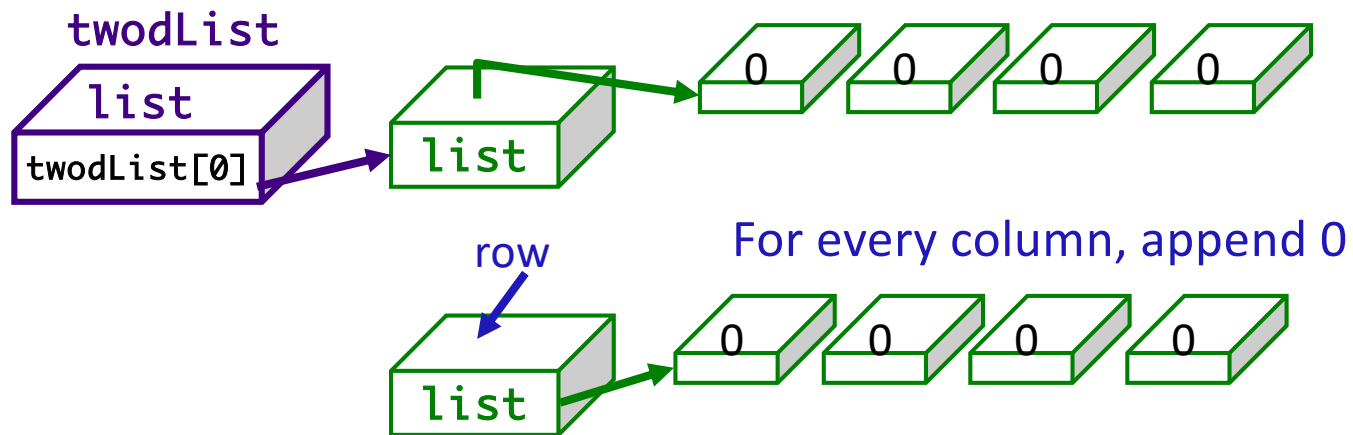 twodList
list
twodList[0]
list
0 0 0 0
row
For every column, append 0
list
0 0 0 0